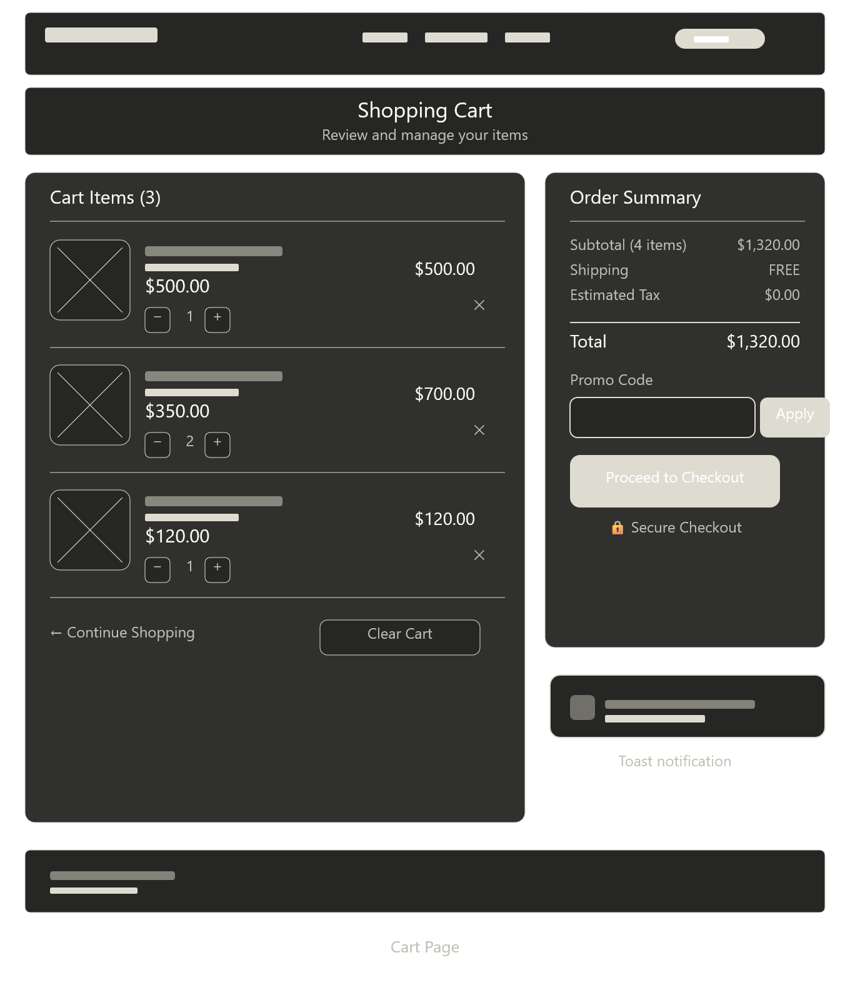 Shopping Cart
Review and manage your items
Cart Items (3)
$500.00
$500.00
− 1 +
×
$350.00
$700.00
− 2 +
×
$120.00
$120.00
− 1 +
×
← Continue Shopping
Clear Cart
Order Summary
Subtotal (4 items) $1,320.00
Shipping FREE
Estimated Tax $0.00
Total $1,320.00
Promo Code
Apply
Proceed to Checkout
🔒 Secure Checkout
Toast notification
Cart Page